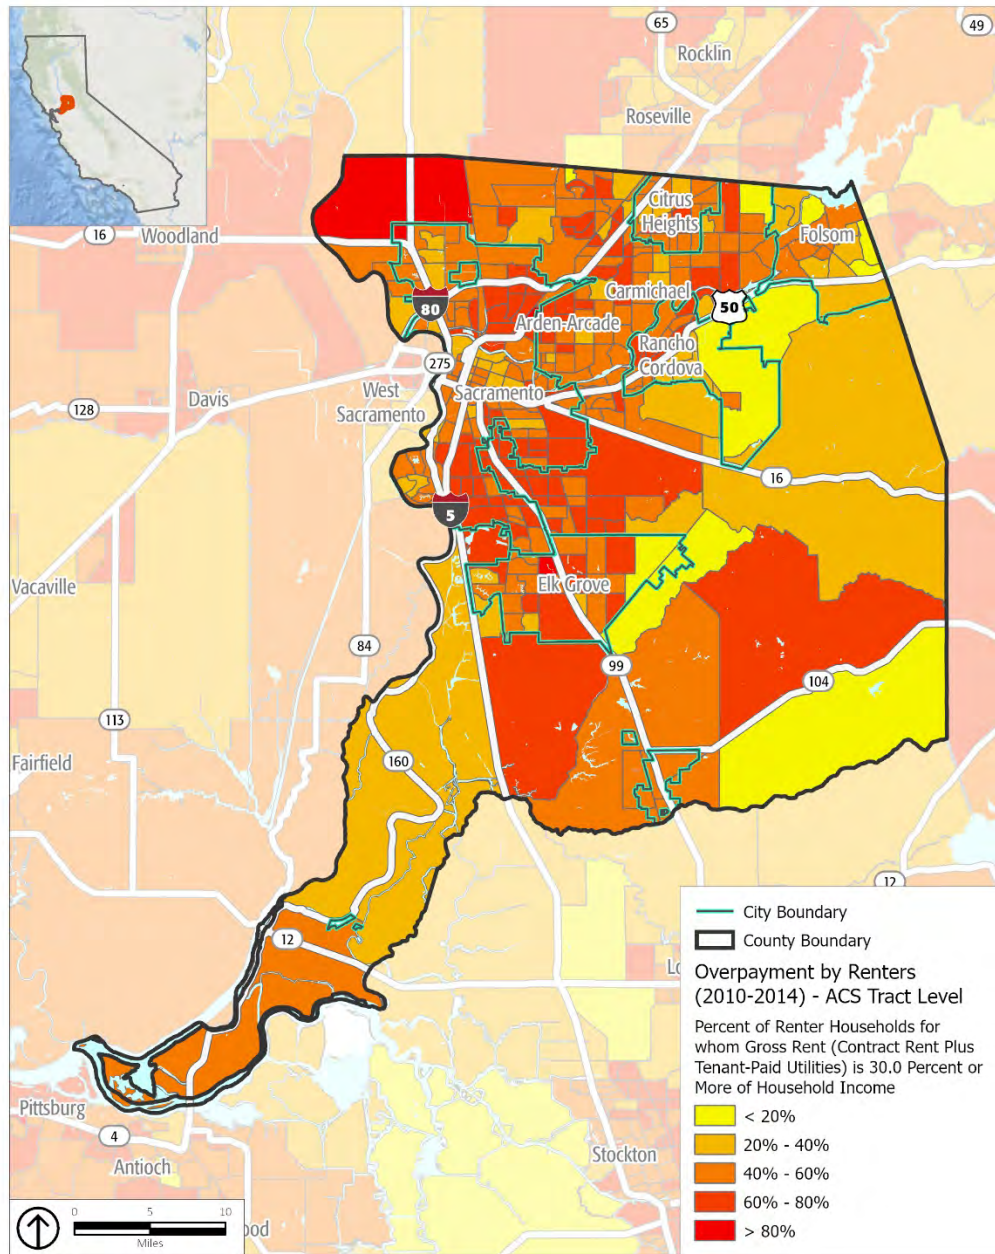 65
49
Rocklin
Roseville
16
Woodland
Citrus
Heights
Folsom
80
Carmichael
50
Arden-Arcade
Rancho
Cordova
275
Davis
West
Sacramento
Sacramento
128
16
5
Vacaville
Elk Grove
84
99
104
113
160
Fairfield
12
12
Pittsburg
4
Antioch
Stockton
City Boundary
County Boundary
Overpayment by Renters
(2010-2014) - ACS Tract Level
Percent of Renter Households for
whom Gross Rent (Contract Rent Plus
Tenant-Paid Utilities) is 30.0 Percent or
More of Household Income
< 20%
20% - 40%
40% - 60%
60% - 80%
> 80%
0 5 10
Miles